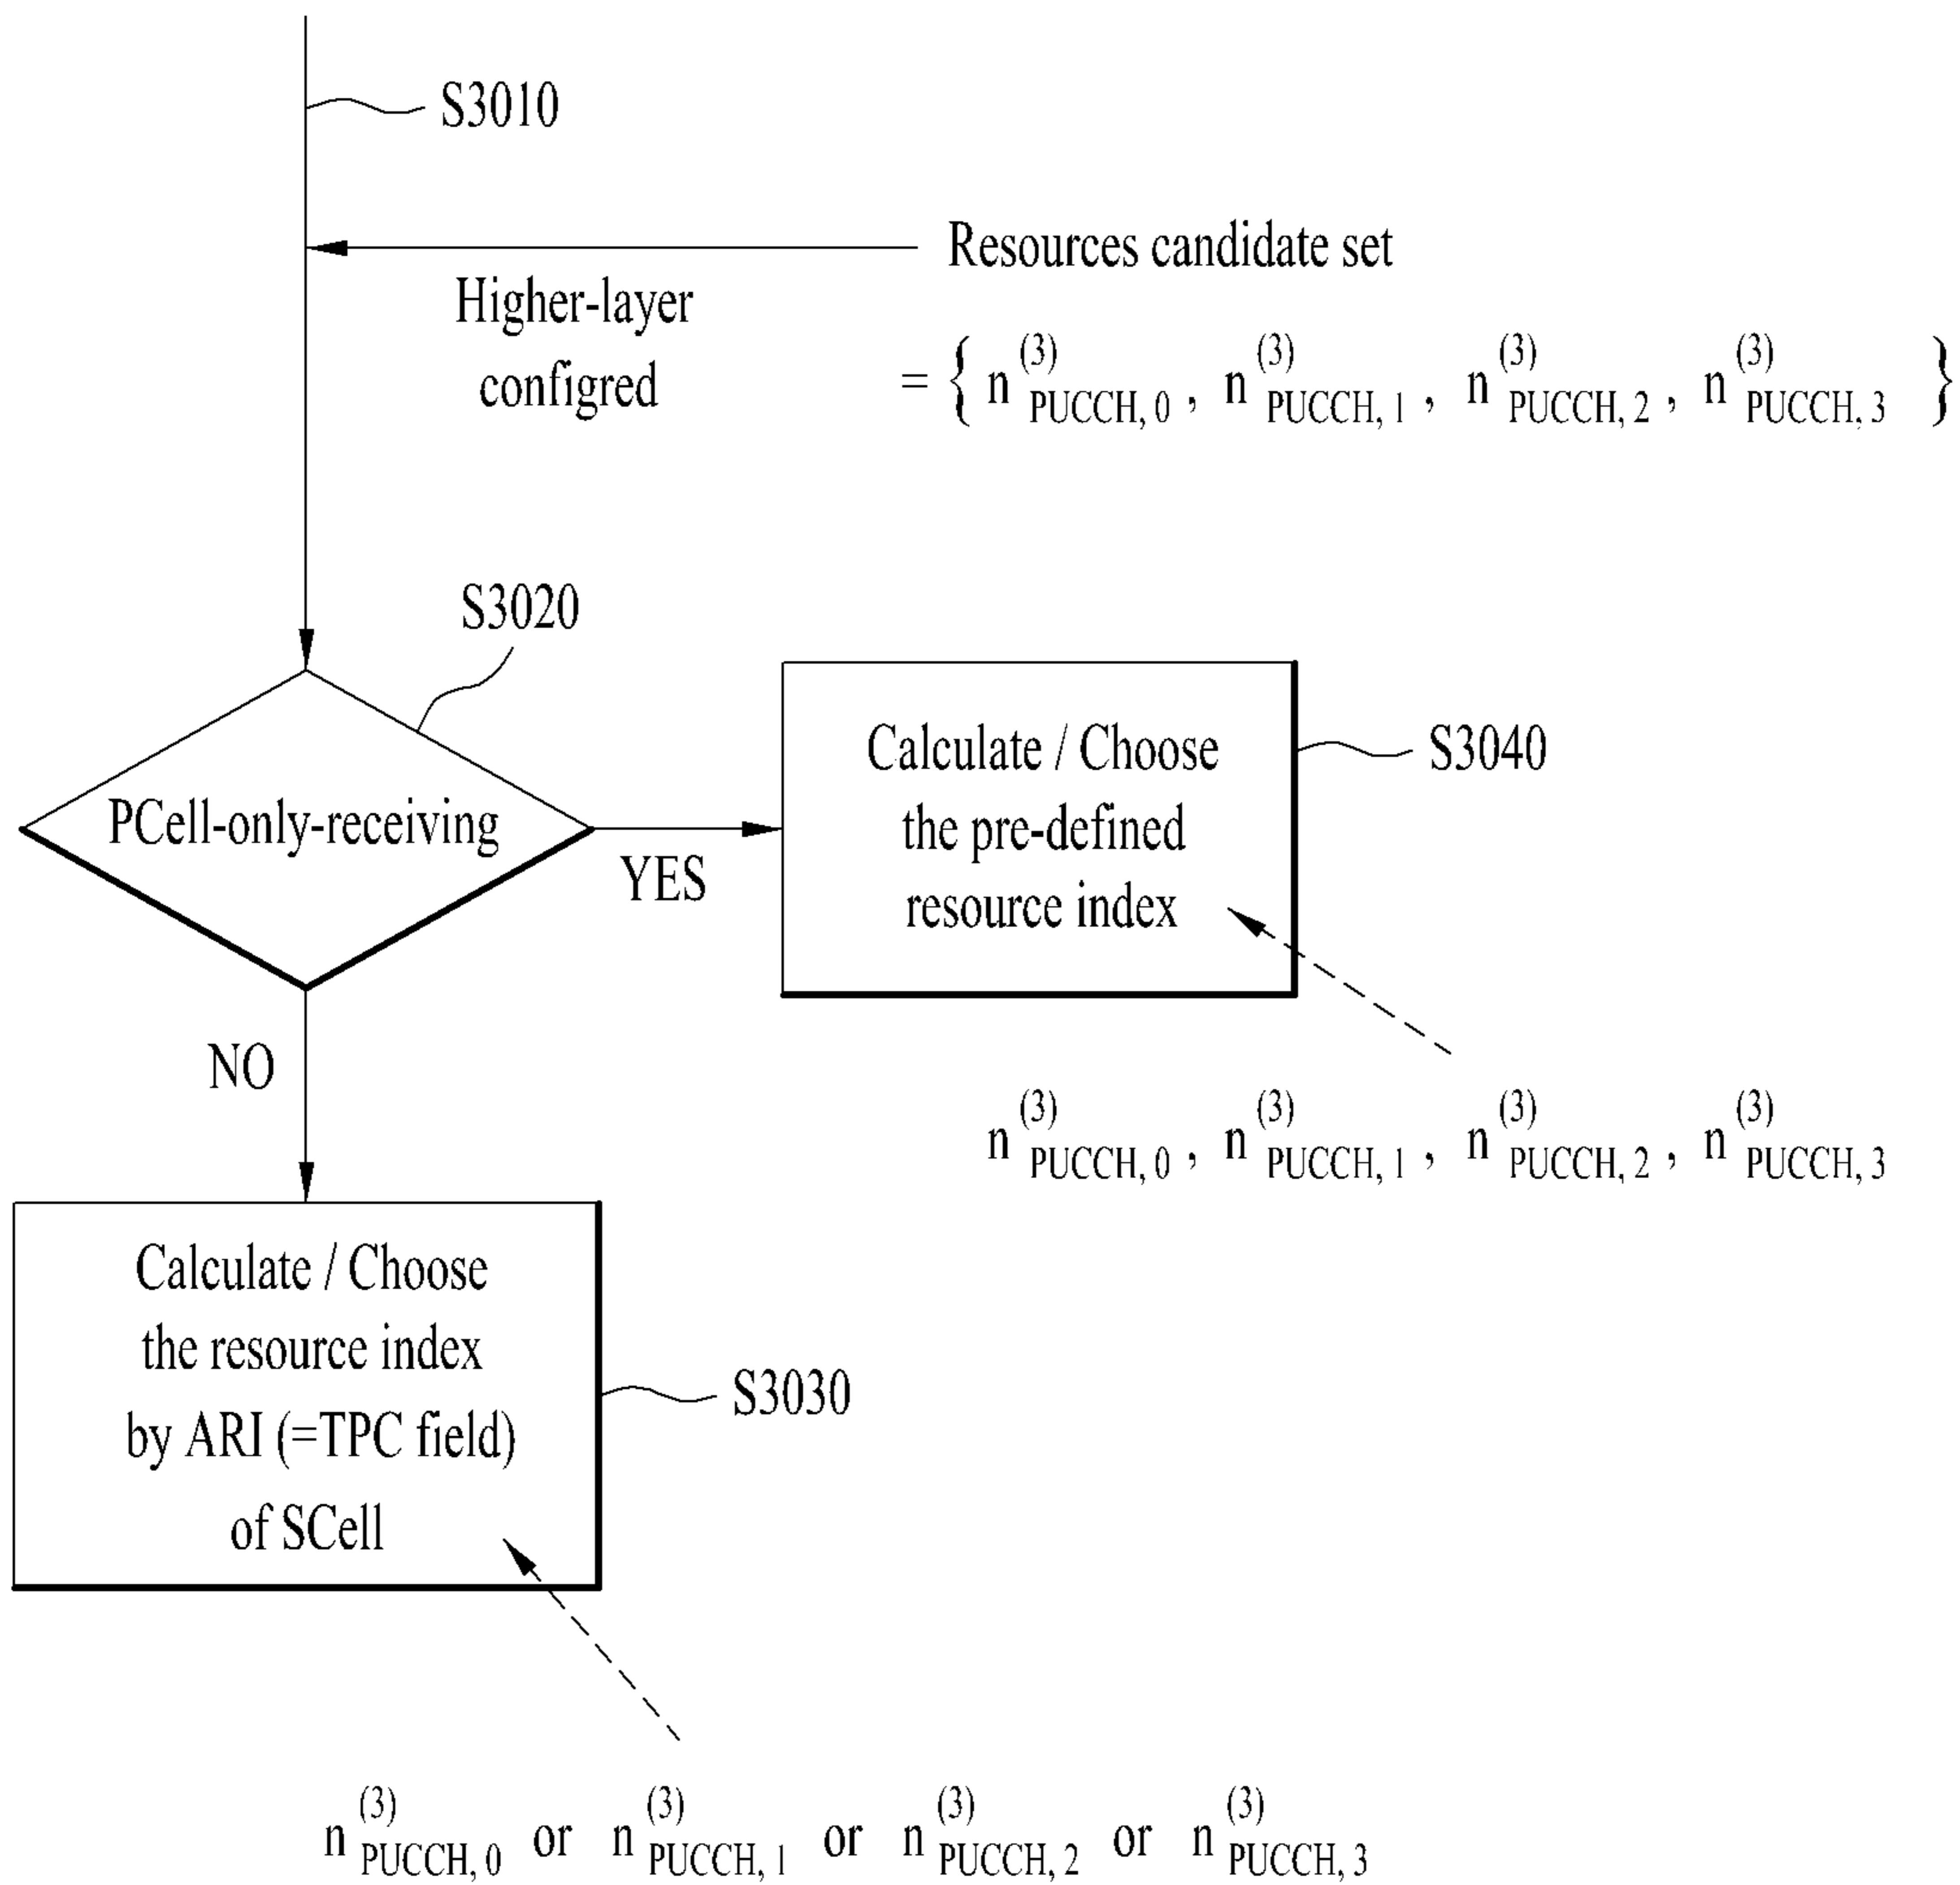 S3010
Resources candidate set
Higher-layer
configred
= { n(3)PUCCH, 0 , n(3)PUCCH, 1 , n(3)PUCCH, 2 , n(3)PUCCH, 3 }
S3020
PCell-only-receiving
YES
NO
Calculate / Choose
the pre-defined
resource index
S3040
n(3)PUCCH, 0 , n(3)PUCCH, 1 , n(3)PUCCH, 2 , n(3)PUCCH, 3
Calculate / Choose
the resource index
by ARI (=TPC field)
of SCell
S3030
n(3)PUCCH, 0 or n(3)PUCCH, 1 or n(3)PUCCH, 2 or n(3)PUCCH, 3